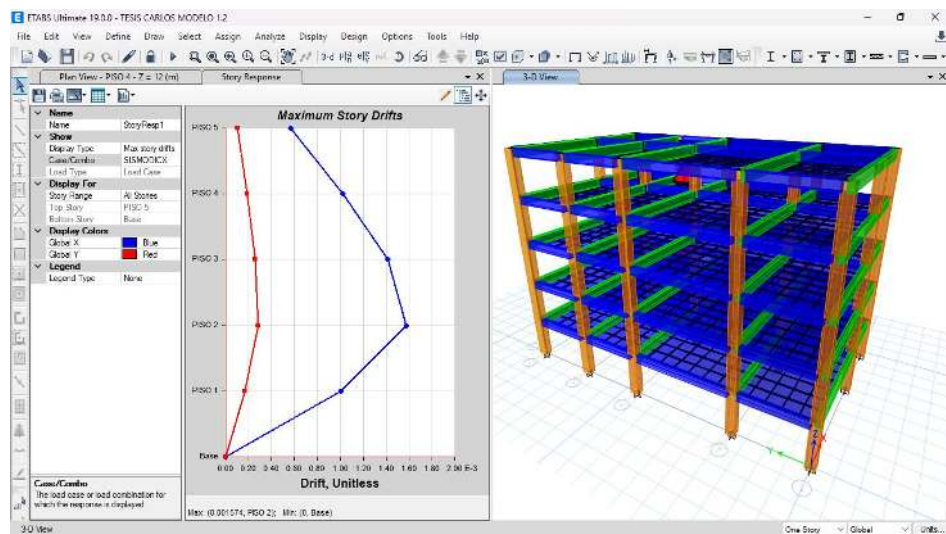 ETABS Ultimate 19.0.0 - TESIS CARLOS MODELO 1.2
File Edit View Define Draw Select Assign Analyze Display Design Options Tools Help
Plan View - PISO 4 - Z = 12 (m)
Story Response
3-D View
Name
Name StoryResp1
Show
Display Type Max story drifts
Case/Combo SISMODICX
Load Type Load Case
Display For
Story Range All Stories
Top Story PISO 5
Bottom Story Base
Display Colors
Global X Blue
Global Y Red
Legend
Legend Type None
Case/Combo
The load case or load combination for
which the response is displayed
Maximum Story Drifts
PISO 5
PISO 4
PISO 3
PISO 2
PISO 1
Base
0.00 0.20 0.40 0.60 0.80 1.00 1.20 1.40 1.60 1.80 2.00 E-3
Drift, Unitless
Max: (0.001574, PISO 2); Min: (0, Base)
Z
Y
X
3-D View
One Story
Global
Units...